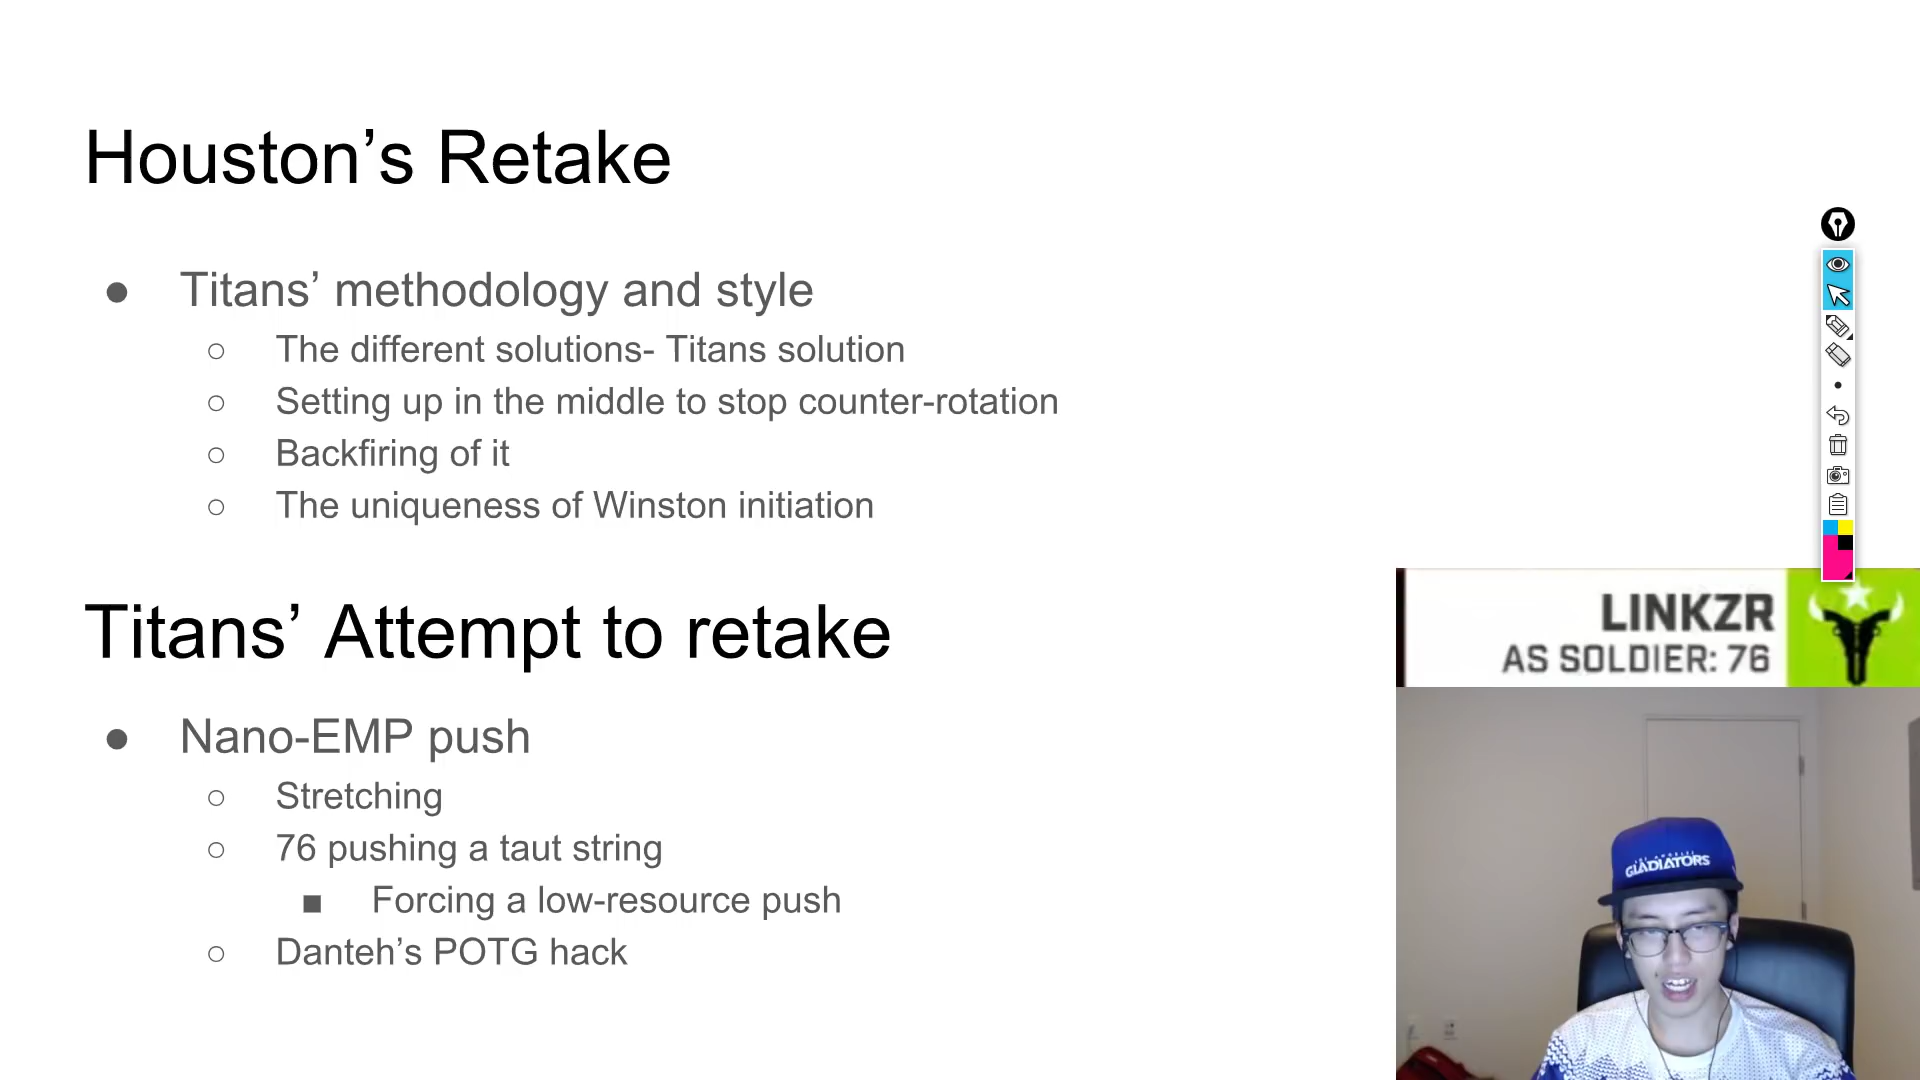 Houston’s Retake
● Titans’ methodology and style
○ The different solutions- Titans solution
○ Setting up in the middle to stop counter-rotation
○ Backfiring of it
○ The uniqueness of Winston initiation
Titans’ Attempt to retake
● Nano-EMP push
○ Stretching
○ 76 pushing a taut string
■ Forcing a low-resource push
○ Danteh’s POTG hack
LINKZR
AS SOLDIER: 76
LOS ANGELES
GLADIATORS